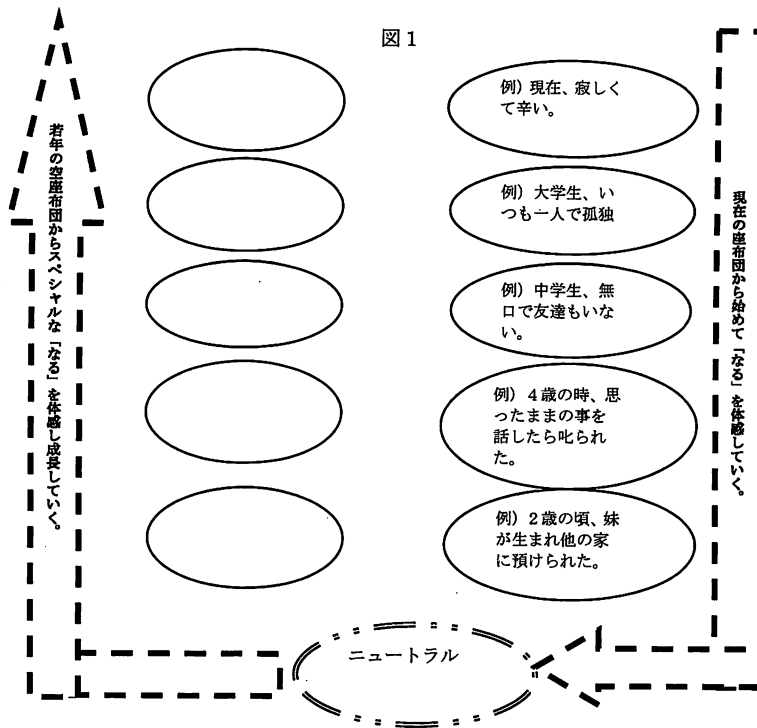 図1
例）現在、寂しく
て辛い。
例）大学生、い
つも一人で孤独
例）中学生、無
口で友達もいな
い。
例）４歳の時、思
ったままの事を
話したら叱られ
た。
例）２歳の頃、妹
が生まれ他の家
に預けられた。
現在の座布団から始めて「なる」を体感していく。
ニュートラル
若年の空座布団からスペシャルな「なる」を体感し成長していく。